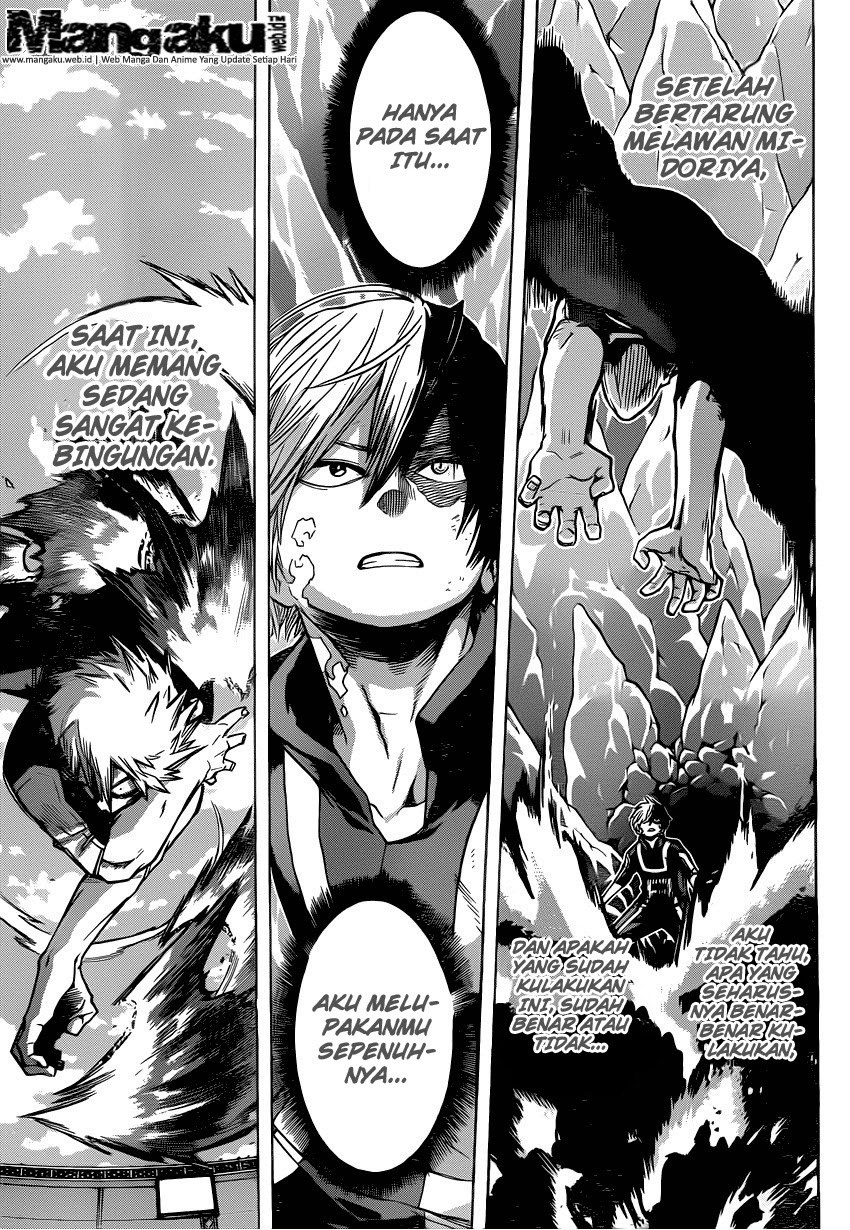 Mangaku
www.mangaku.web.id | Web Manga Dan Anime Yang Update Setiap Hari
SETELAH
BERTARUNG
MELAWAN MI-
DORIYA,
AKU
TIDAK TAHU,
APA YANG
SEHARUS-
NYA BENAR-
BENAR KU-
LAKUKAN,
DAN APAKAH
YANG SUDAH
KULAKUKAN
INI, SUDAH
BENAR ATAU
TIDAK...
HANYA
PADA SAAT
ITU...
AKU MELU-
PAKANMU
SEPENUH-
NYA...
SAAT INI,
AKU MEMANG
SEDANG
SANGAT KE-
BINGUNGAN.